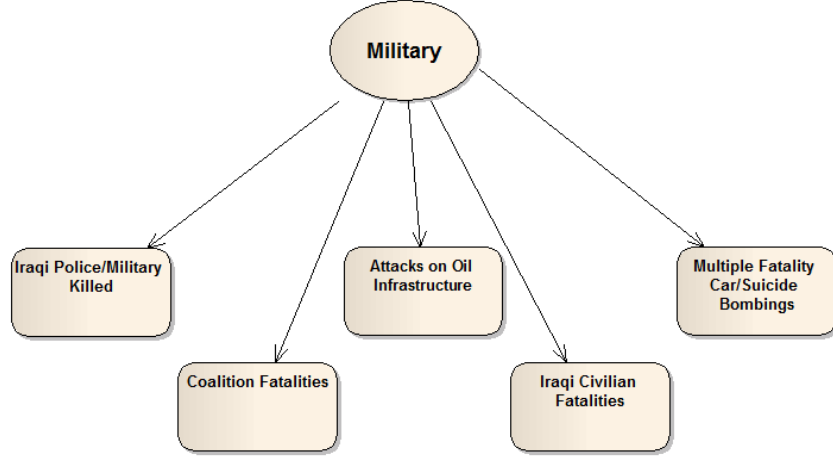 Military
Iraqi Police/Military
Killed
Attacks on Oil
Infrastructure
Multiple Fatality
Car/Suicide
Bombings
Coalition Fatalities
Iraqi Civilian
Fatalities